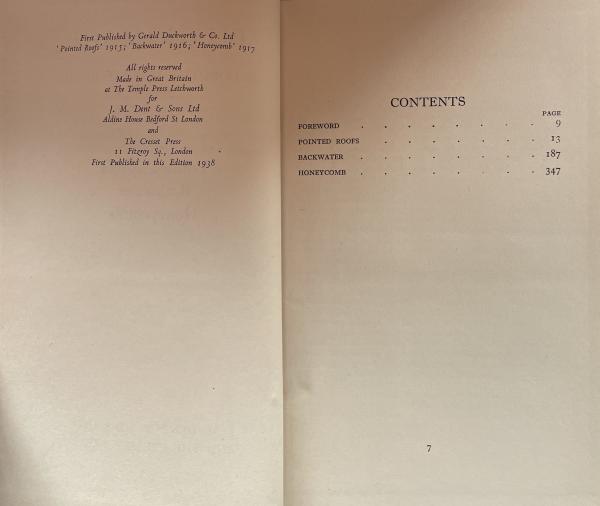 First Published by Gerald Duckworth & Co. Ltd
'Pointed Roofs' 1915; 'Backwater' 1916; 'Honeycomb' 1917
All rights reserved
Made in Great Britain
at The Temple Press Letchworth
for
J. M. Dent & Sons Ltd
Aldine House Bedford St London
and
The Cresset Press
11 Fitzroy Sq., London
First Published in this Edition 1938
CONTENTS
PAGE
FOREWORD . . . . . . . . 9
POINTED ROOFS . . . . . . . 13
BACKWATER . . . . . . . . 187
HONEYCOMB . . . . . . . . 347
7